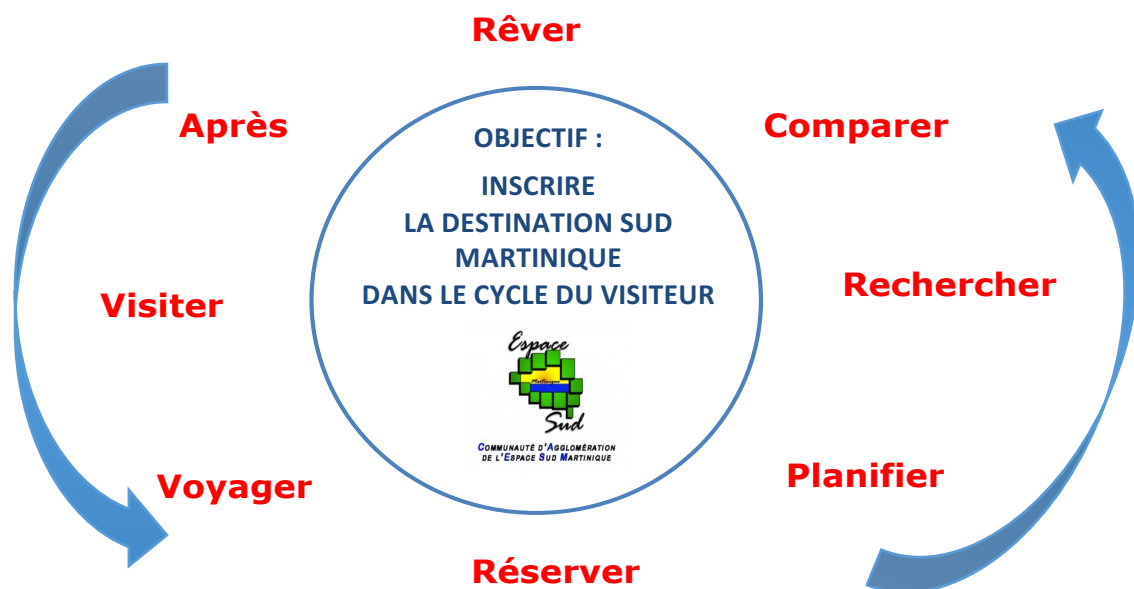 Rêver
Après
Comparer
OBJECTIF :
INSCRIRE
LA DESTINATION SUD
MARTINIQUE
DANS LE CYCLE DU VISITEUR
Visiter
Rechercher
Espace
Martinique
Sud
COMMUNAUTÉ D'AGGLOMÉRATION
DE L'ESPACE SUD MARTINIQUE
Voyager
Planifier
Réserver